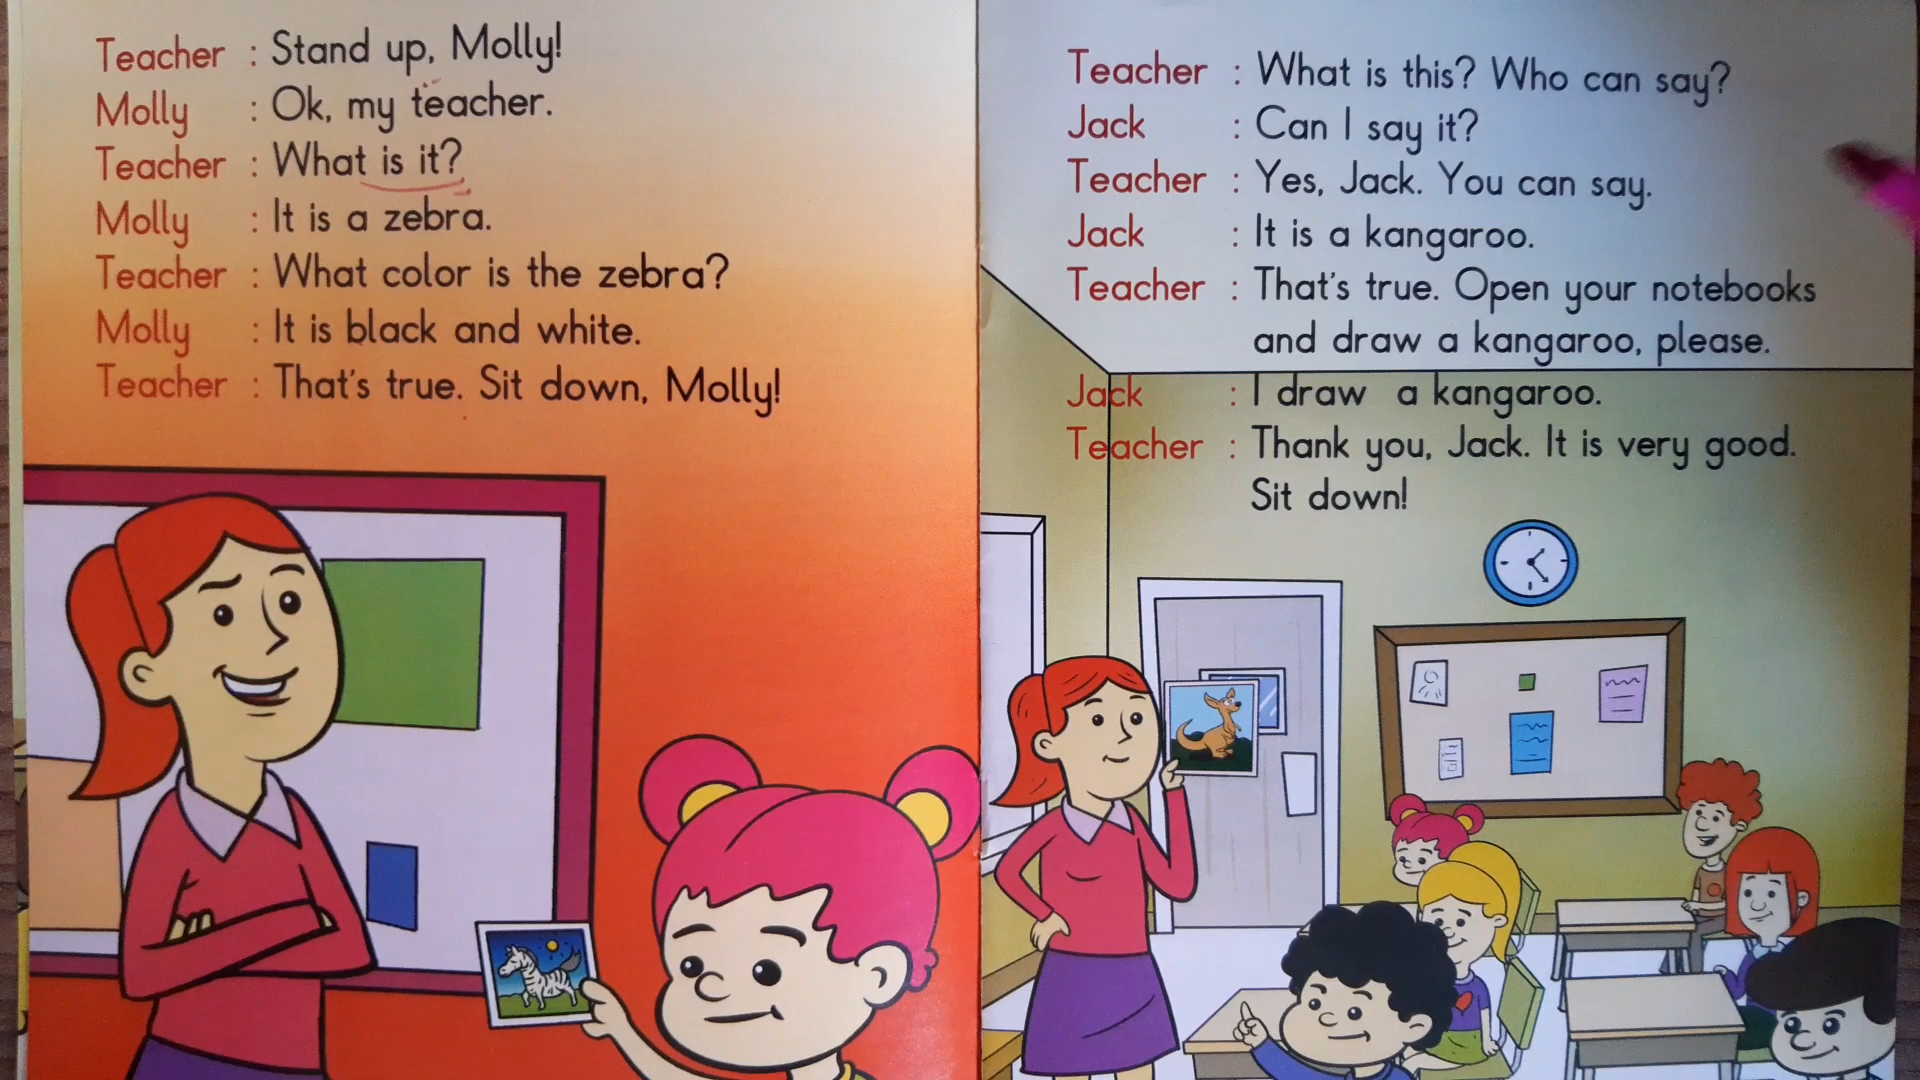 Teacher : Stand up, Molly!
Molly : Ok, my teacher.
Teacher : What is it?
Molly : It is a zebra.
Teacher : What color is the zebra?
Molly : It is black and white.
Teacher : That's true. Sit down, Molly!
Teacher : What is this? Who can say?
Jack : Can I say it?
Teacher : Yes, Jack. You can say.
Jack : It is a kangaroo.
Teacher : That's true. Open your notebooks
and draw a kangaroo, please.
Jack : I draw a kangaroo.
Teacher : Thank you, Jack. It is very good.
Sit down!